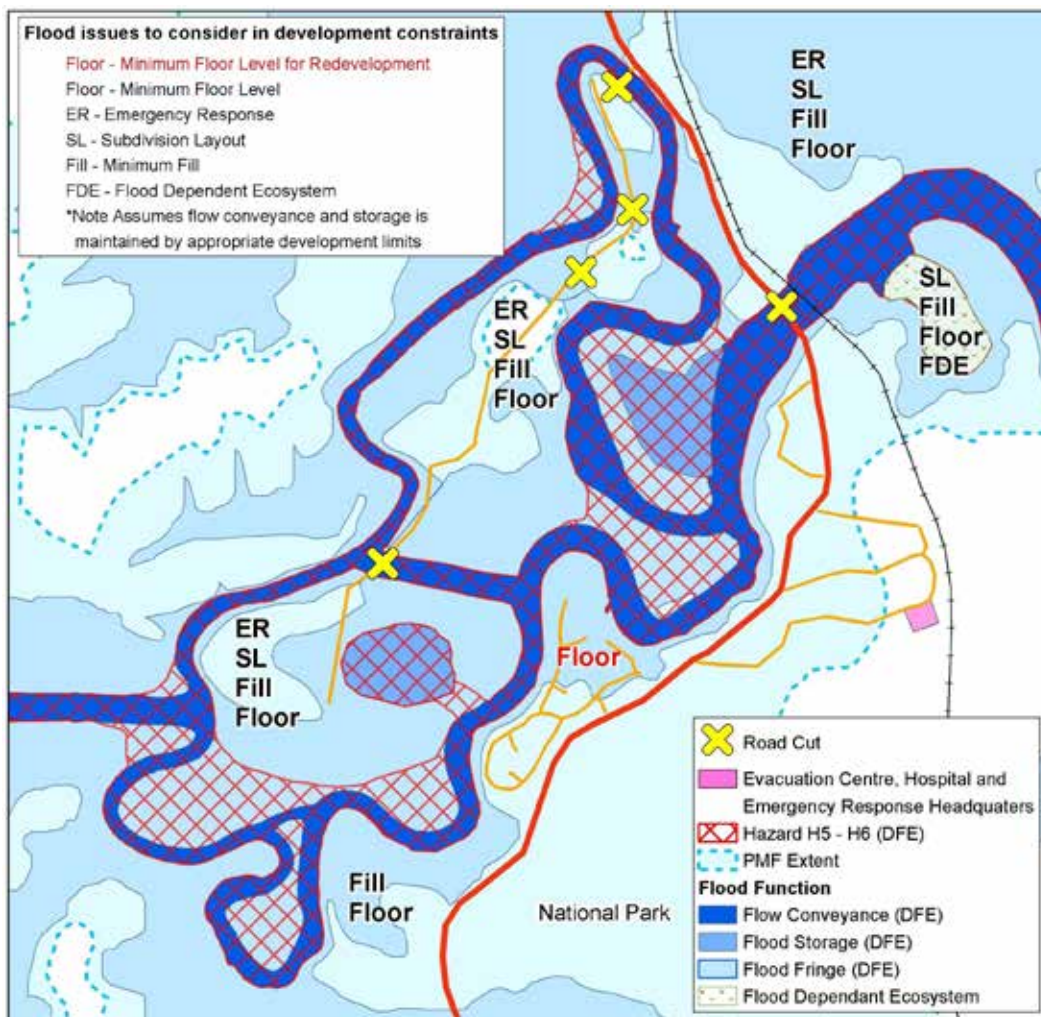 Flood issues to consider in development constraints
Floor - Minimum Floor Level for Redevelopment
Floor - Minimum Floor Level
ER - Emergency Response
SL - Subdivision Layout
Fill - Minimum Fill
FDE - Flood Dependent Ecosystem
*Note Assumes flow conveyance and storage is
maintained by appropriate development limits
ER
SL
Fill
Floor
SL
Fill
Floor
FDE
ER
SL
Fill
Floor
ER
SL
Fill
Floor
Floor
Fill
Floor
National Park
Road Cut
Evacuation Centre, Hospital and
Emergency Response Headquaters
Hazard H5 - H6 (DFE)
PMF Extent
Flood Function
Flow Conveyance (DFE)
Flood Storage (DFE)
Flood Fringe (DFE)
Flood Dependant Ecosystem